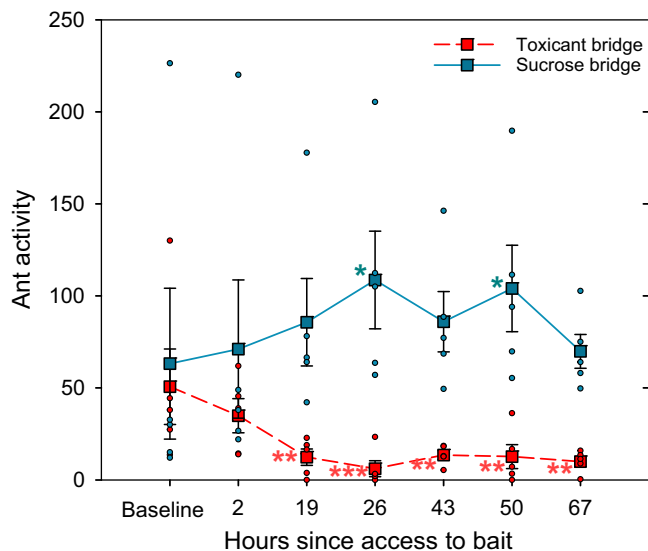 250
Toxicant bridge
Sucrose bridge
200
150
Ant activity
*
*
100
50
**
***
**
**
**
0
Baseline 2 19 26 43 50 67
Hours since access to bait